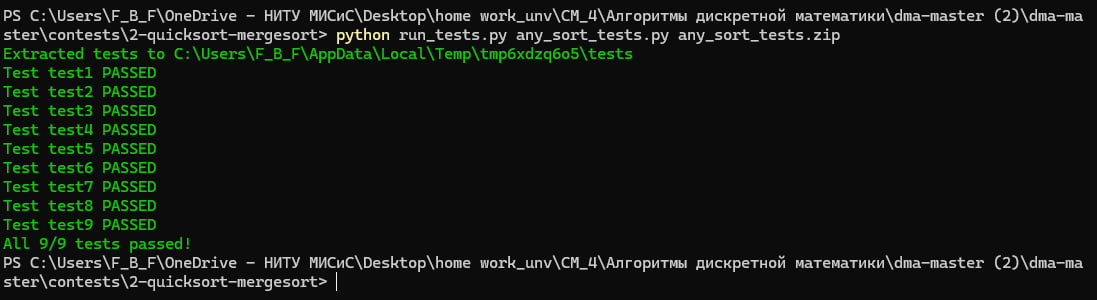 PS C:\Users\F_B_F\OneDrive - НИТУ МИСиС\Desktop\home work_unv\CM_4\Алгоритмы дискретной математики\dma-master (2)\dma-ma
ster\contests\2-quicksort-mergesort> python run_tests.py any_sort_tests.py any_sort_tests.zip
Extracted tests to C:\Users\F_B_F\AppData\Local\Temp\tmp6xdzq6o5\tests
Test test1 PASSED
Test test2 PASSED
Test test3 PASSED
Test test4 PASSED
Test test5 PASSED
Test test6 PASSED
Test test7 PASSED
Test test8 PASSED
Test test9 PASSED
All 9/9 tests passed!
PS C:\Users\F_B_F\OneDrive - НИТУ МИСиС\Desktop\home work_unv\CM_4\Алгоритмы дискретной математики\dma-master (2)\dma-ma
ster\contests\2-quicksort-mergesort>